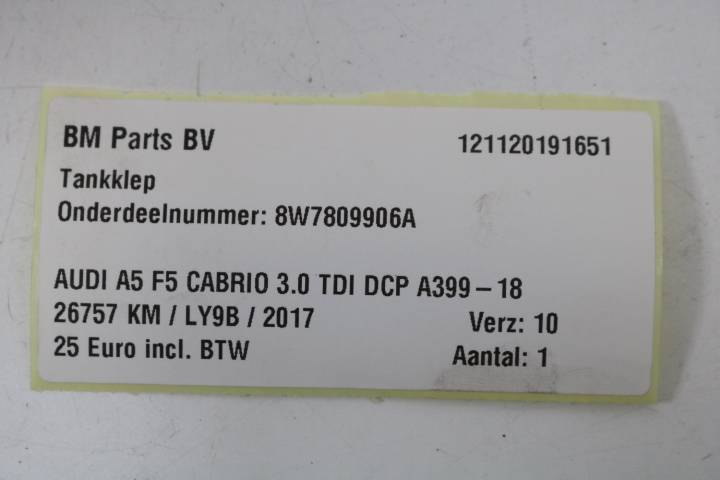 BM Parts BV 121120191651
Tankklep
Onderdeelnummer: 8W7809906A
AUDI A5 F5 CABRIO 3.0 TDI DCP A399-18
26757 KM / LY9B / 2017 Verz: 10
25 Euro incl. BTW Aantal: 1